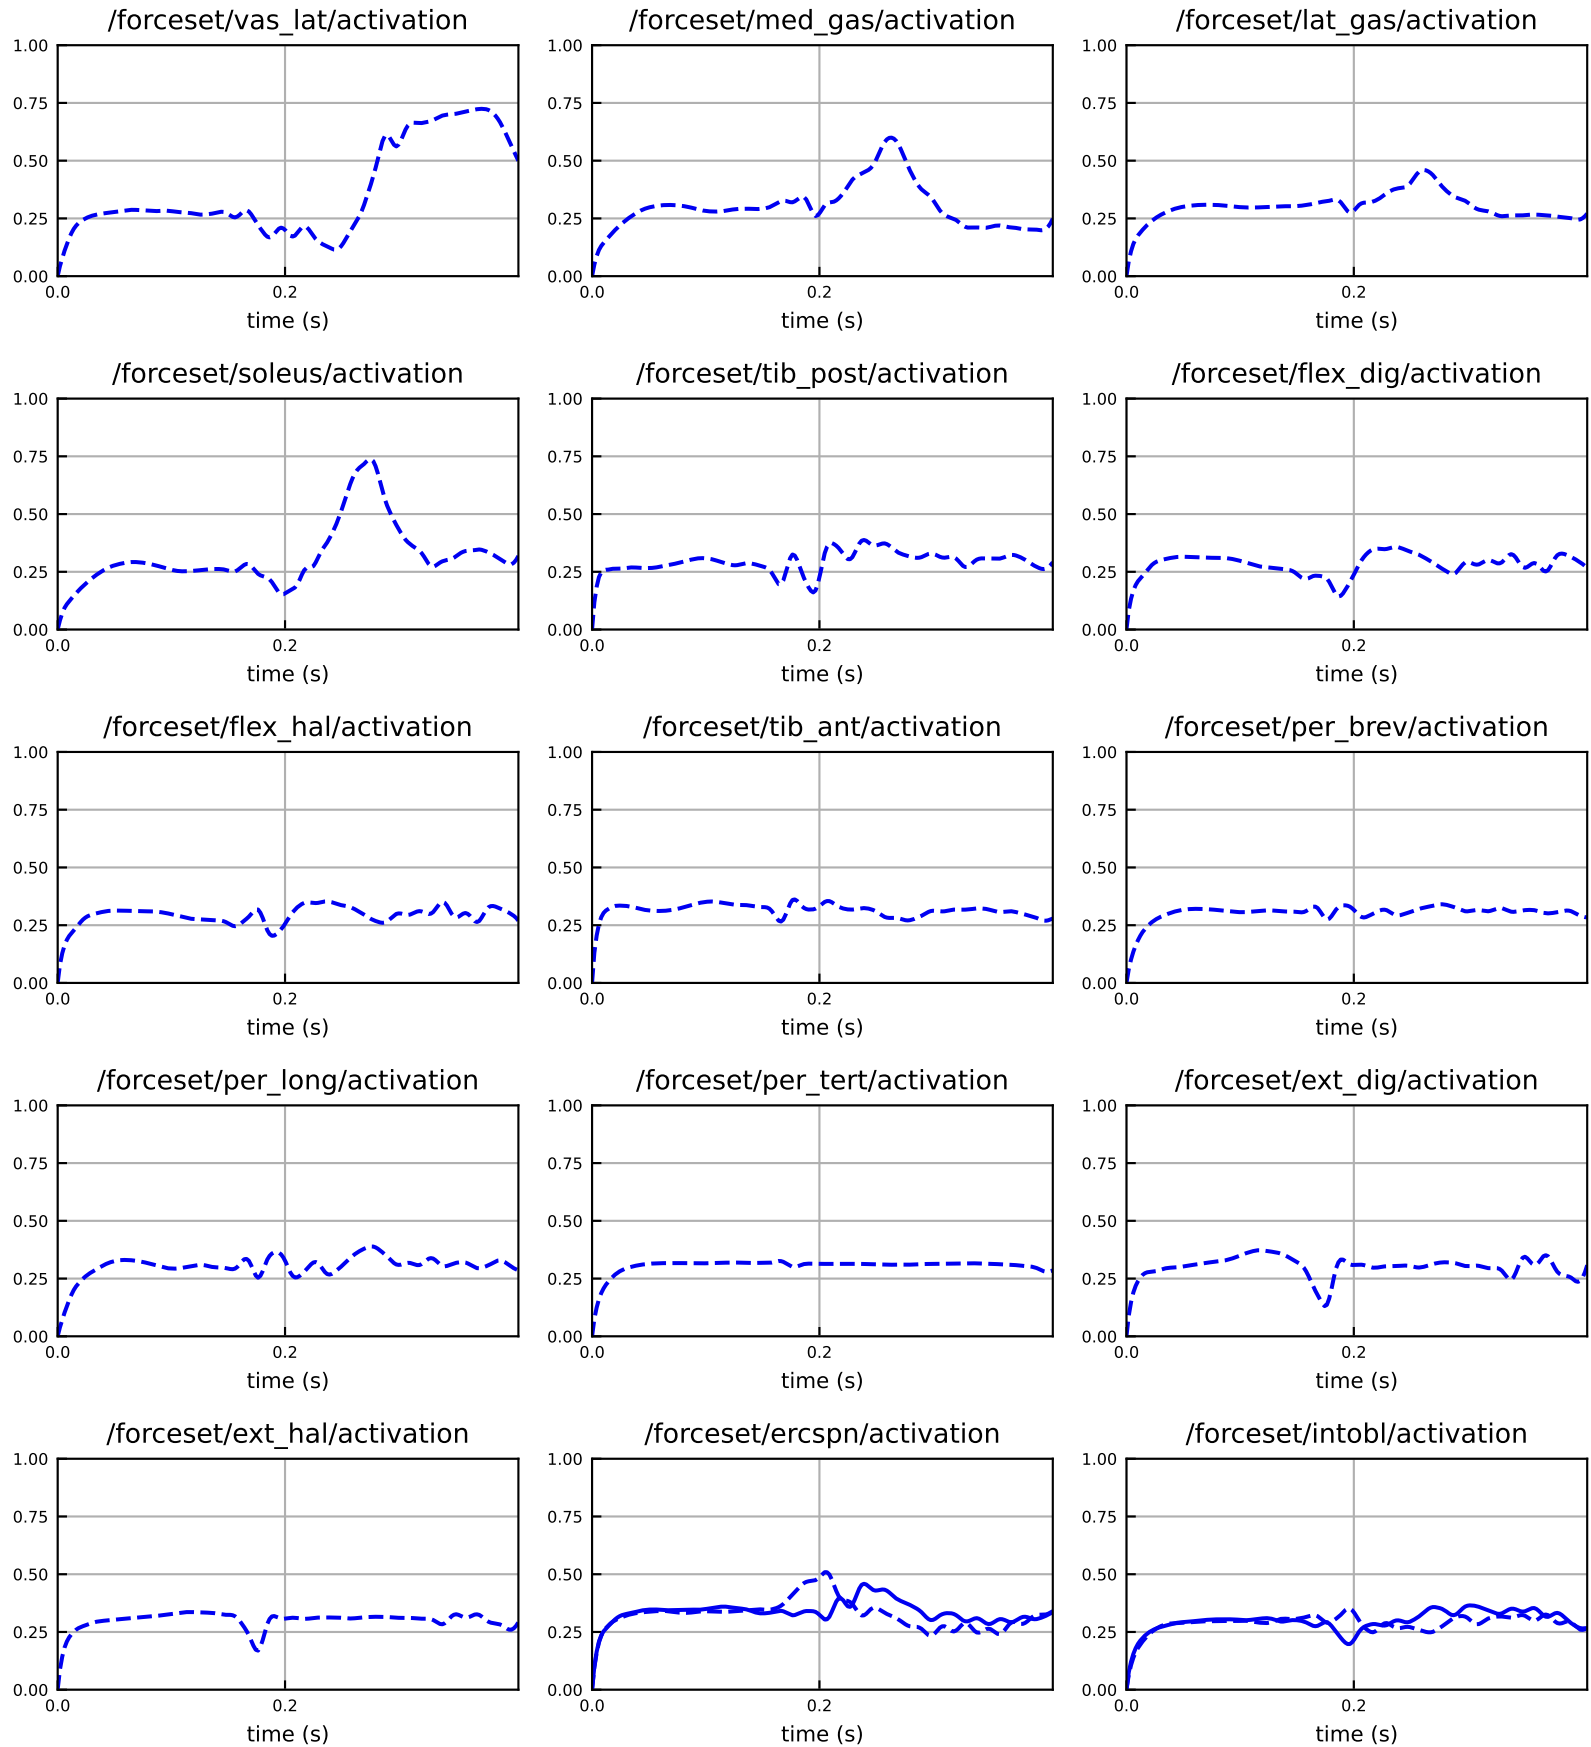 /forceset/vas_lat/activation /forceset/med_gas/activation /forceset/lat_gas/activation
1.00 1.00 1.00
0.75 0.75 0.75
0.50 0.50 0.50
0.25 0.25 0.25
0.00 0.00 0.00
0.0 0.2 0.0 0.2 0.0 0.2
time (s) time (s) time (s)
/forceset/soleus/activation /forceset/tib_post/activation /forceset/flex_dig/activation
1.00 1.00 1.00
0.75 0.75 0.75
0.50 0.50 0.50
0.25 0.25 0.25
0.00 0.00 0.00
0.0 0.2 0.0 0.2 0.0 0.2
time (s) time (s) time (s)
/forceset/flex_hal/activation /forceset/tib_ant/activation /forceset/per_brev/activation
1.00 1.00 1.00
0.75 0.75 0.75
0.50 0.50 0.50
0.25 0.25 0.25
0.00 0.00 0.00
0.0 0.2 0.0 0.2 0.0 0.2
time (s) time (s) time (s)
/forceset/per_long/activation /forceset/per_tert/activation /forceset/ext_dig/activation
1.00 1.00 1.00
0.75 0.75 0.75
0.50 0.50 0.50
0.25 0.25 0.25
0.00 0.00 0.00
0.0 0.2 0.0 0.2 0.0 0.2
time (s) time (s) time (s)
/forceset/ext_hal/activation /forceset/ercspn/activation /forceset/intobl/activation
1.00 1.00 1.00
0.75 0.75 0.75
0.50 0.50 0.50
0.25 0.25 0.25
0.00 0.00 0.00
0.0 0.2 0.0 0.2 0.0 0.2
time (s) time (s) time (s)